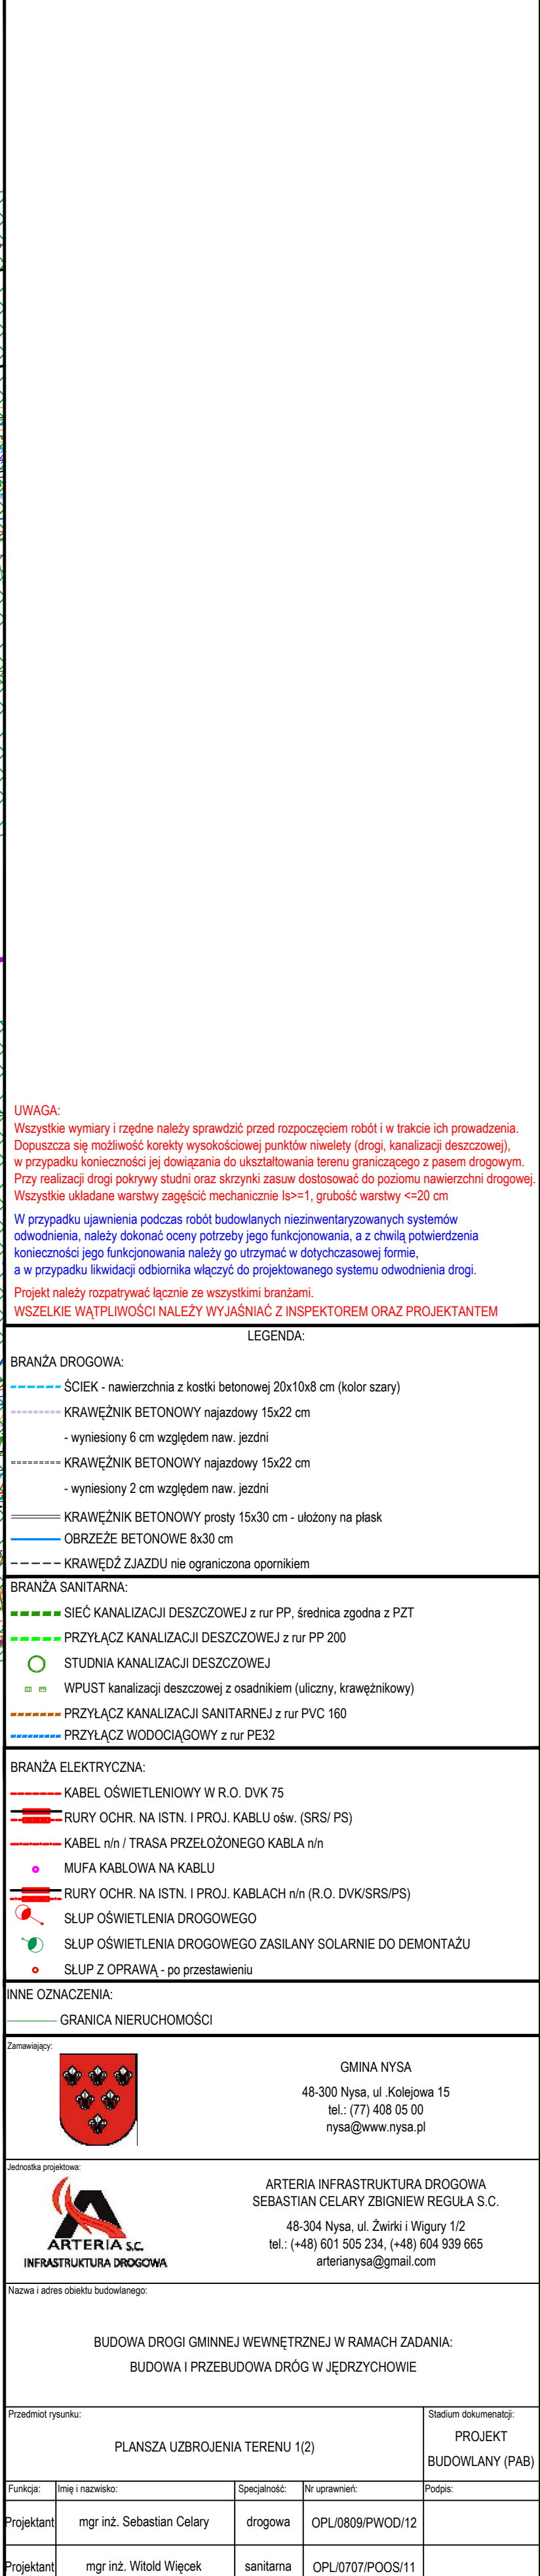 UWAGA:
Wszystkie wymiary i rzędne należy sprawdzić przed rozpoczęciem robót i w trakcie ich prowadzenia.
Dopuszcza się możliwość korekty wysokościowej punktów niwelety (drogi, kanalizacji deszczowej),
w przypadku konieczności jej dowiązania do ukształtowania terenu graniczącego z pasem drogowym.
Przy realizacji drogi pokrywy studni oraz skrzynki zasuw dostosować do poziomu nawierzchni drogowej.
Wszystkie układane warstwy zagęścić mechanicznie Is>=1, grubość warstwy <=20 cm
W przypadku ujawnienia podczas robót budowlanych niezinwentaryzowanych systemów
odwodnienia, należy dokonać oceny potrzeby jego funkcjonowania, a z chwilą potwierdzenia
konieczności jego funkcjonowania należy go utrzymać w dotychczasowej formie,
a w przypadku likwidacji odbiornika włączyć do projektowanego systemu odwodnienia drogi.
Projekt należy rozpatrywać łącznie ze wszystkimi branżami.
WSZELKIE WĄTPLIWOŚCI NALEŻY WYJAŚNIAĆ Z INSPEKTOREM ORAZ PROJEKTANTEM
LEGENDA:
BRANŻA DROGOWA:
ŚCIEK - nawierzchnia z kostki betonowej 20x10x8 cm (kolor szary)
KRAWĘŻNIK BETONOWY najazdowy 15x22 cm
- wyniesiony 6 cm względem naw. jezdni
KRAWĘŻNIK BETONOWY najazdowy 15x22 cm
- wyniesiony 2 cm względem naw. jezdni
KRAWĘŻNIK BETONOWY prosty 15x30 cm - ułożony na płask
OBRZEŻE BETONOWE 8x30 cm
KRAWĘDŹ ZJAZDU nie ograniczona opornikiem
BRANŻA SANITARNA:
SIEĆ KANALIZACJI DESZCZOWEJ z rur PP, średnica zgodna z PZT
PRZYŁĄCZ KANALIZACJI DESZCZOWEJ z rur PP 200
STUDNIA KANALIZACJI DESZCZOWEJ
WPUST kanalizacji deszczowej z osadnikiem (uliczny, krawężnikowy)
PRZYŁĄCZ KANALIZACJI SANITARNEJ z rur PVC 160
PRZYŁĄCZ WODOCIĄGOWY z rur PE32
BRANŻA ELEKTRYCZNA:
KABEL OŚWIETLENIOWY W R.O. DVK 75
RURY OCHR. NA ISTN. I PROJ. KABLU ośw. (SRS/ PS)
KABEL n/n / TRASA PRZEŁOŻONEGO KABLA n/n
MUFA KABLOWA NA KABLU
RURY OCHR. NA ISTN. I PROJ. KABLACH n/n (R.O. DVK/SRS/PS)
SŁUP OŚWIETLENIA DROGOWEGO
SŁUP OŚWIETLENIA DROGOWEGO ZASILANY SOLARNIE DO DEMONTAŻU
SŁUP Z OPRAWĄ - po przestawieniu
INNE OZNACZENIA:
GRANICA NIERUCHOMOŚCI
Zamawiający:
GMINA NYSA
48-300 Nysa, ul .Kolejowa 15
tel.: (77) 408 05 00
nysa@www.nysa.pl
Jednostka projektowa:
ARTERIA S.C.
INFRASTRUKTURA DROGOWA
ARTERIA INFRASTRUKTURA DROGOWA
SEBASTIAN CELARY ZBIGNIEW REGUŁA S.C.
48-304 Nysa, ul. Żwirki i Wigury 1/2
tel.: (+48) 601 505 234, (+48) 604 939 665
arterianysa@gmail.com
Nazwa i adres obiektu budowlanego:
BUDOWA DROGI GMINNEJ WEWNĘTRZNEJ W RAMACH ZADANIA:
BUDOWA I PRZEBUDOWA DRÓG W JĘDRZYCHOWIE
Przedmiot rysunku: Stadium dokumenatcji:
PLANSZA UZBROJENIA TERENU 1(2)
PROJEKT
BUDOWLANY (PAB)
Funkcja: Imię i nazwisko: Specjalność: Nr uprawnień: Podpis:
Projektant mgr inż. Sebastian Celary drogowa OPL/0809/PWOD/12
Projektant mgr inż. Witold Więcek sanitarna OPL/0707/POOS/11